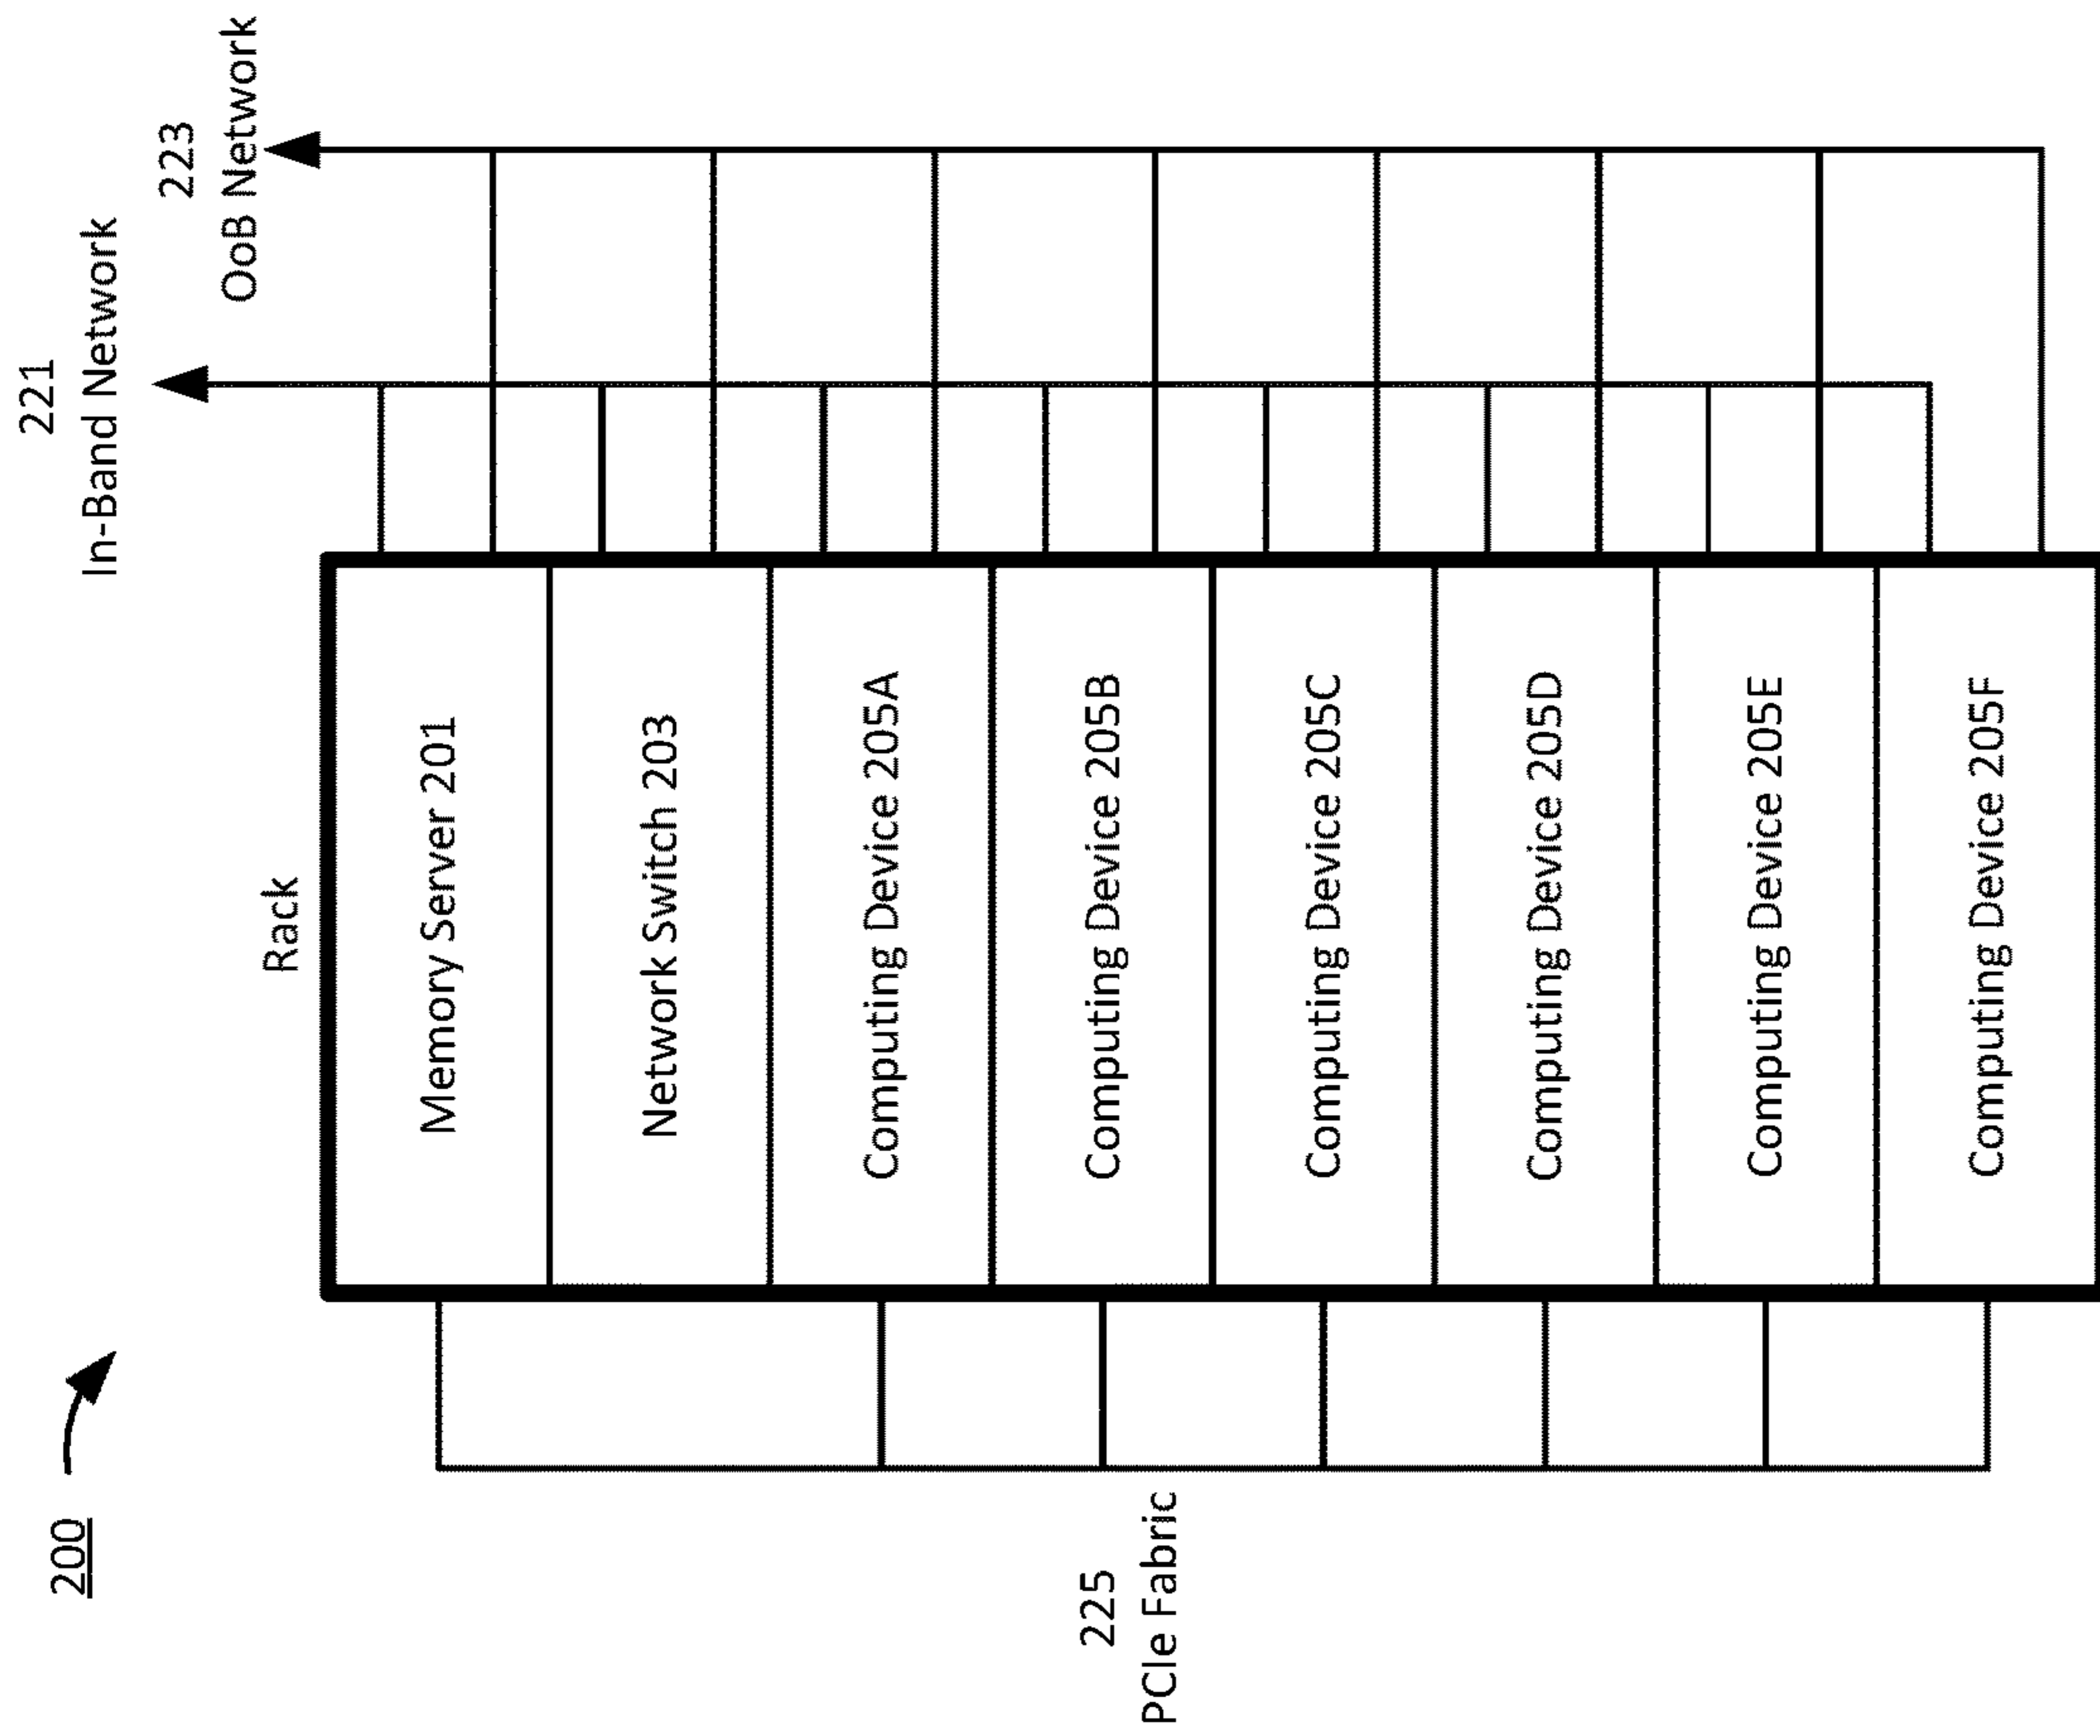 200
221
In-Band Network
223
OoB Network
Rack
Memory Server 201
Network Switch 203
Computing Device 205A
Computing Device 205B
Computing Device 205C
Computing Device 205D
Computing Device 205E
Computing Device 205F
225
PCIe Fabric